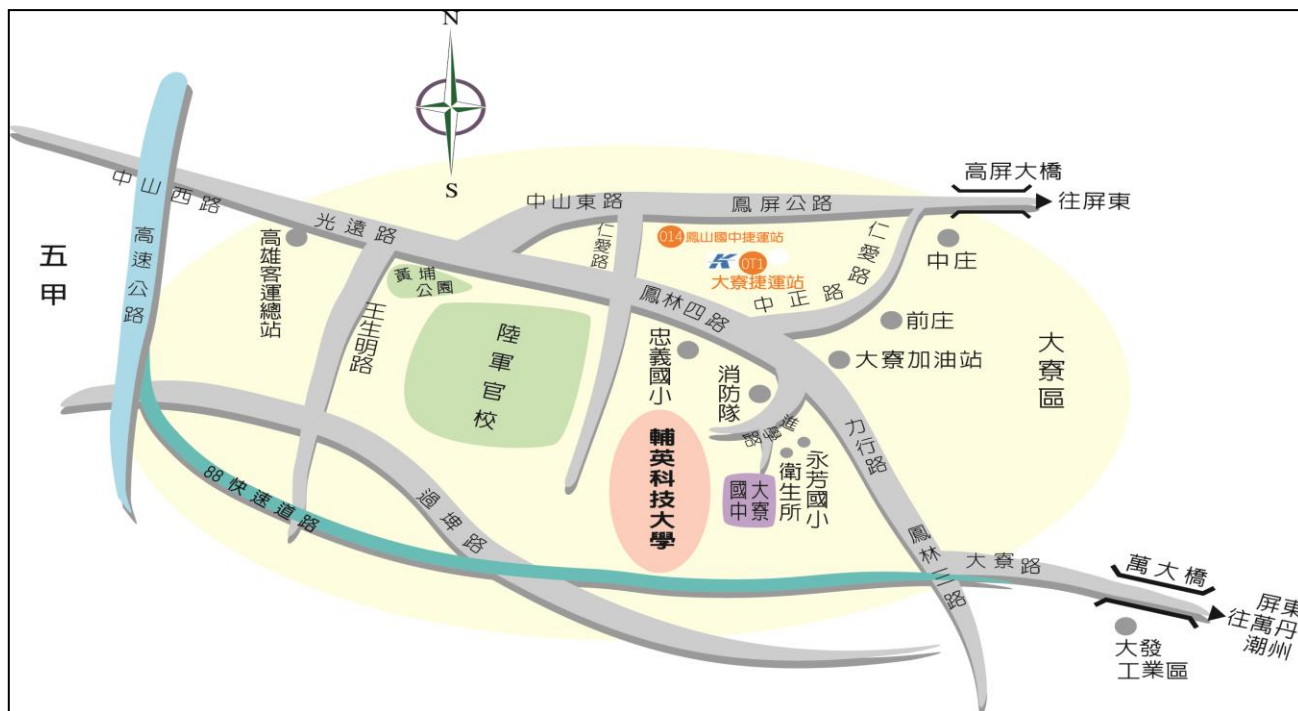 N
S
高屏大橋
往屏東
中山西路
高速公路
五甲
光遠路
高雄客運總站
中山東路
鳳屏公路
仁愛路
O14 鳳山國中捷運站
OT1
大寮捷運站
仁愛路
中庄
黃埔
公園
王生明路
陸軍官校
鳳林四路
中正路
前庄
大寮加油站
大寮區
忠義國小
消防隊
進學路
力行路
輔英科技大學
大寮
國中
衛生所
永芳國小
88快速道路
過埤路
鳳林三路
大寮路
萬大橋
屏東
往萬丹
潮州
大發
工業區